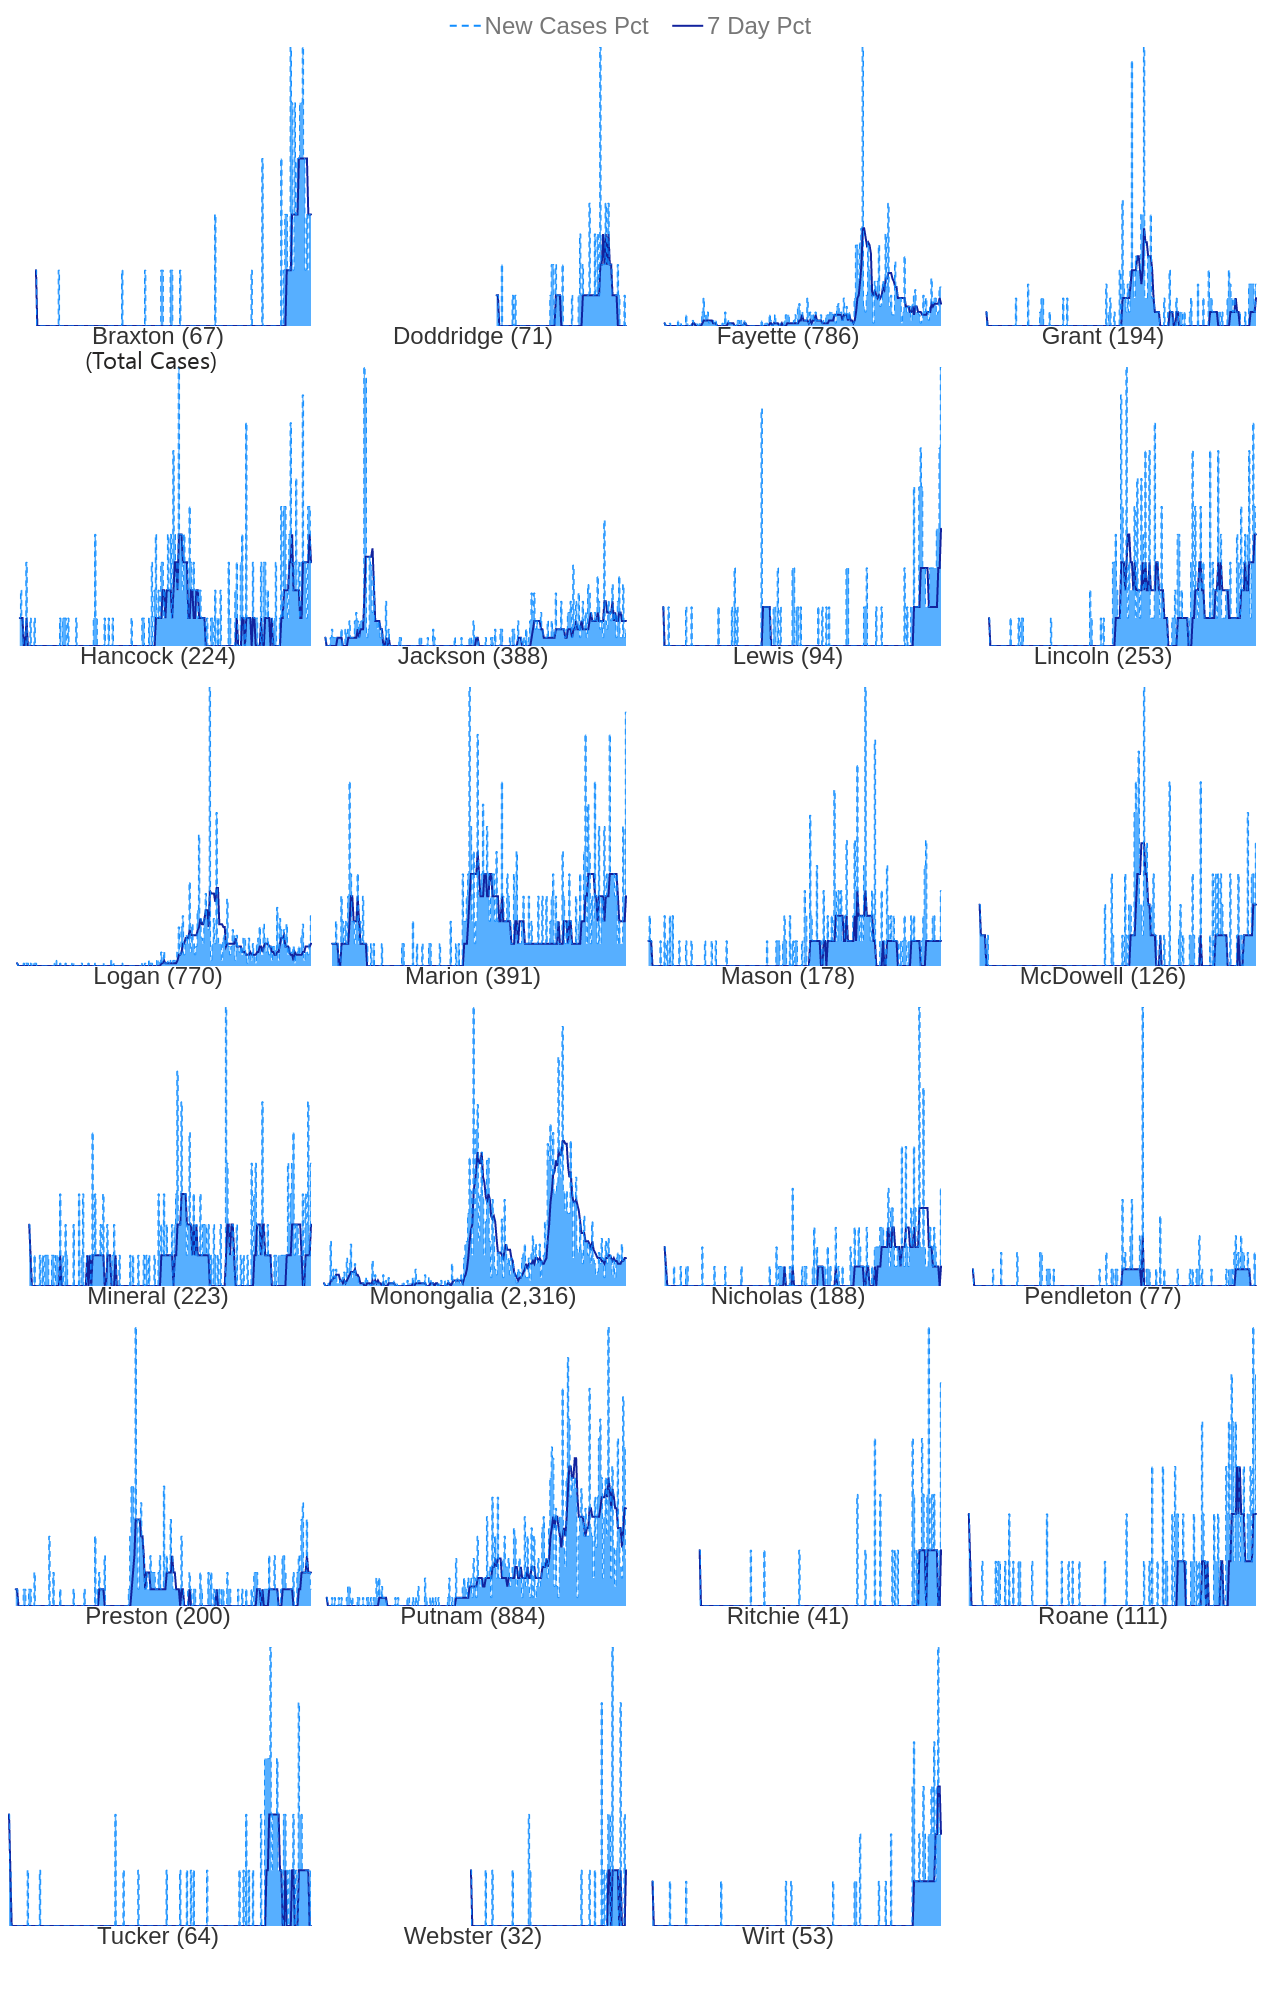 New Cases Pct 7 Day Pct
Braxton (67) Doddridge (71) Fayette (786) Grant (194)
(Total Cases)
Hancock (224) Jackson (388) Lewis (94) Lincoln (253)
Logan (770) Marion (391) Mason (178) McDowell (126)
Mineral (223) Monongalia (2,316) Nicholas (188) Pendleton (77)
Preston (200) Putnam (884) Ritchie (41) Roane (111)
Tucker (64) Webster (32) Wirt (53)